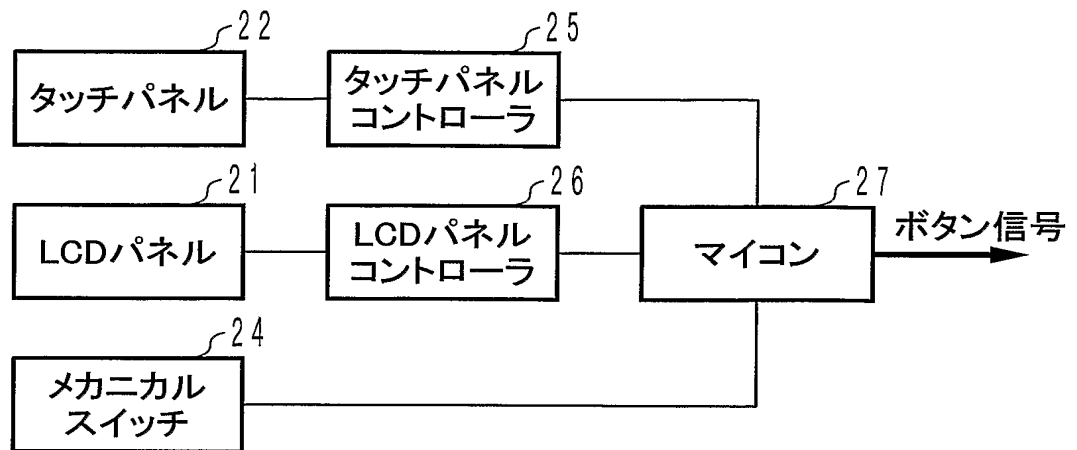 22
タッチパネル
25
タッチパネル
コントローラ
21
LCDパネル
26
LCDパネル
コントローラ
27
マイコン
ボタン信号
24
メカニカル
スイッチ